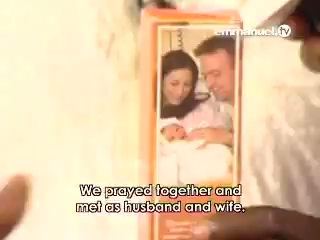 emmanuel.tv
We prayed together and
met as husband and wife.